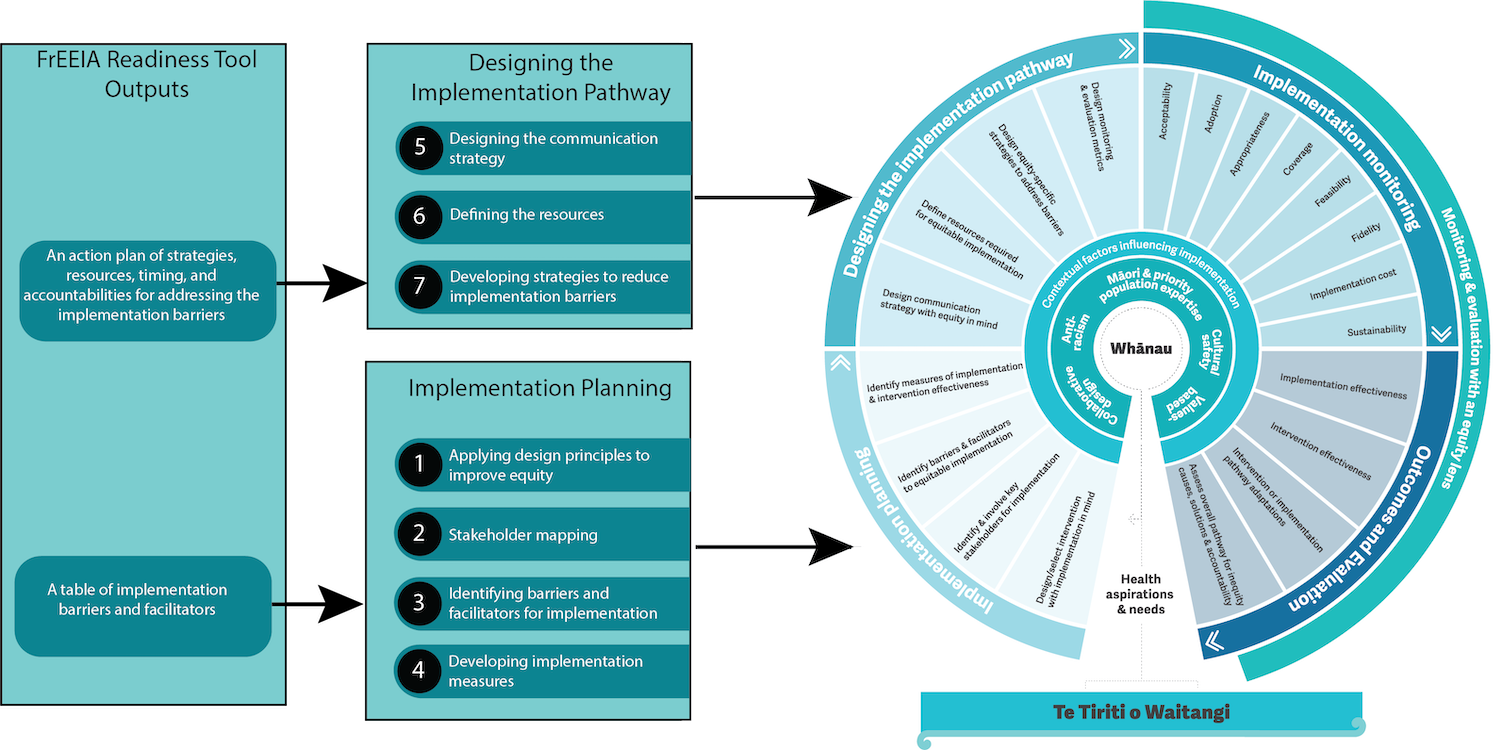 FrEEIA Readiness Tool
Outputs
An action plan of strategies,
resources, timing, and
accountabilities for addressing the
implementation barriers
A table of implementation
barriers and facilitators
Designing the
Implementation Pathway
5
Designing the communication
strategy
6
Defining the resources
7
Developing strategies to reduce
implementation barriers
Implementation Planning
1
Applying design principles to
improve equity
2
Stakeholder mapping
3
Identifying barriers and
facilitators for implementation
4
Developing implementation
measures
Implementation planning
Design/select intervention
with implementation in mind
Identify & involve key
stakeholders for implementation
Identify barriers & facilitators
to equitable implementation
Identify measures of implementation
& intervention effectiveness
Designing the implementation pathway
Design communication
strategy with equity in mind
Define resources required
for equitable implementation
Design equity-specific
strategies to address barriers
Design monitoring
& evaluation metrics
Implementation monitoring
Acceptability
Adoption
Appropriateness
Coverage
Feasibility
Fidelity
Implementation cost
Sustainability
Outcomes and Evaluation
Implementation effectiveness
Intervention effectiveness
Intervention or implementation
pathway adaptations
Assess overall pathway for inequity
causes, solutions & accountability
Monitoring & evaluation with an equity lens
Contextual factors influencing implementation
Māori & priority
population expertise
Cultural
safety
Values-
based
Collaborative
design
Anti-
racism
Whānau
Health
aspirations
& needs
Te Tiriti o Waitangi